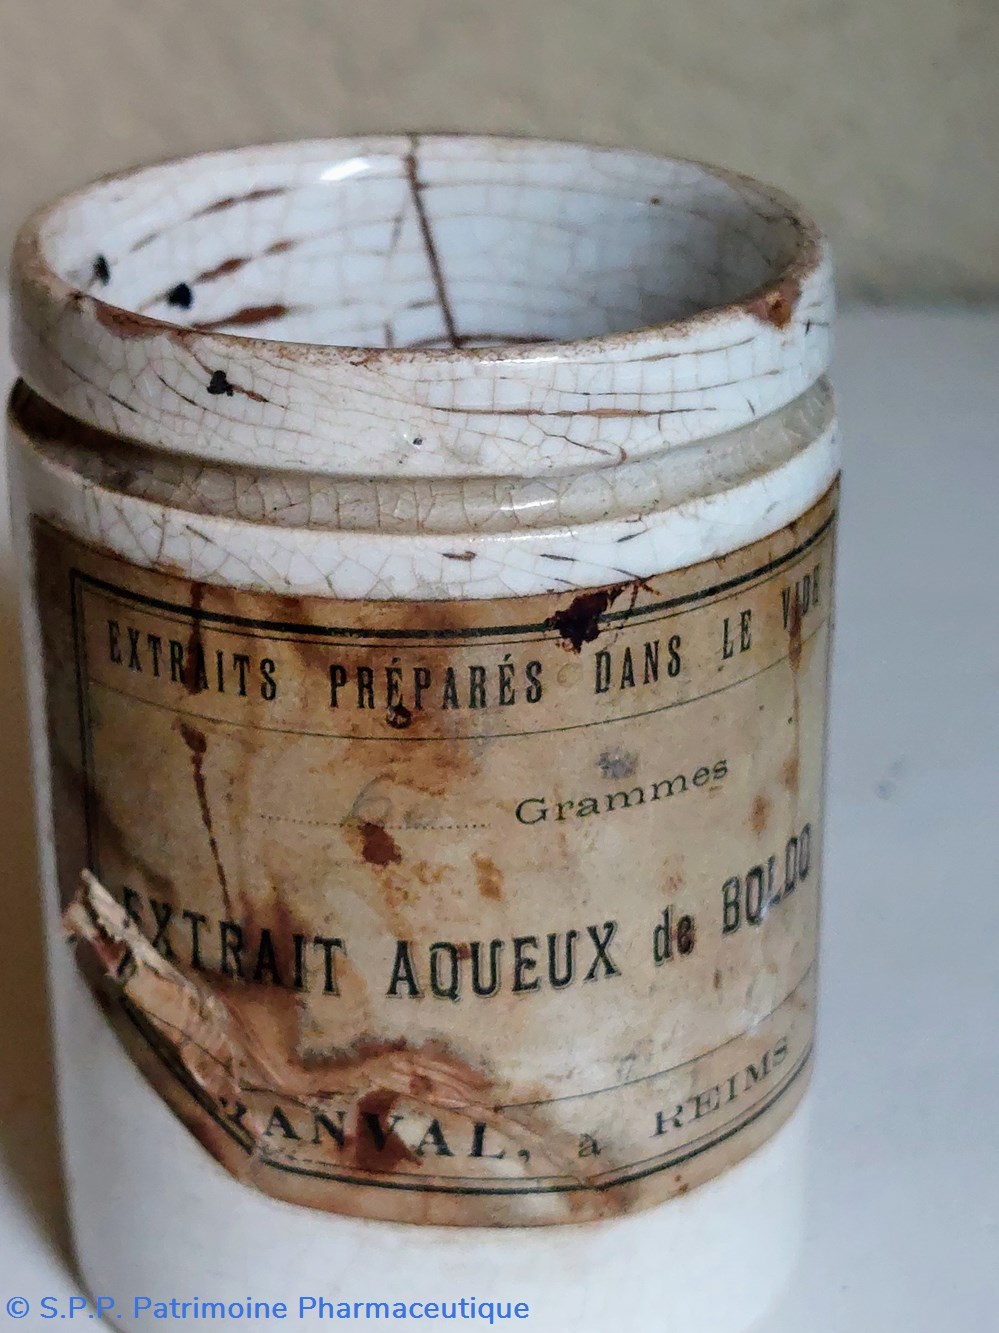 EXTRAITS PRÉPARÉS DANS LE VIDE
Grammes
EXTRAIT AQUEUX de BOLDO
RANVAL, à REIMS
© S.P.P. Patrimoine Pharmaceutique